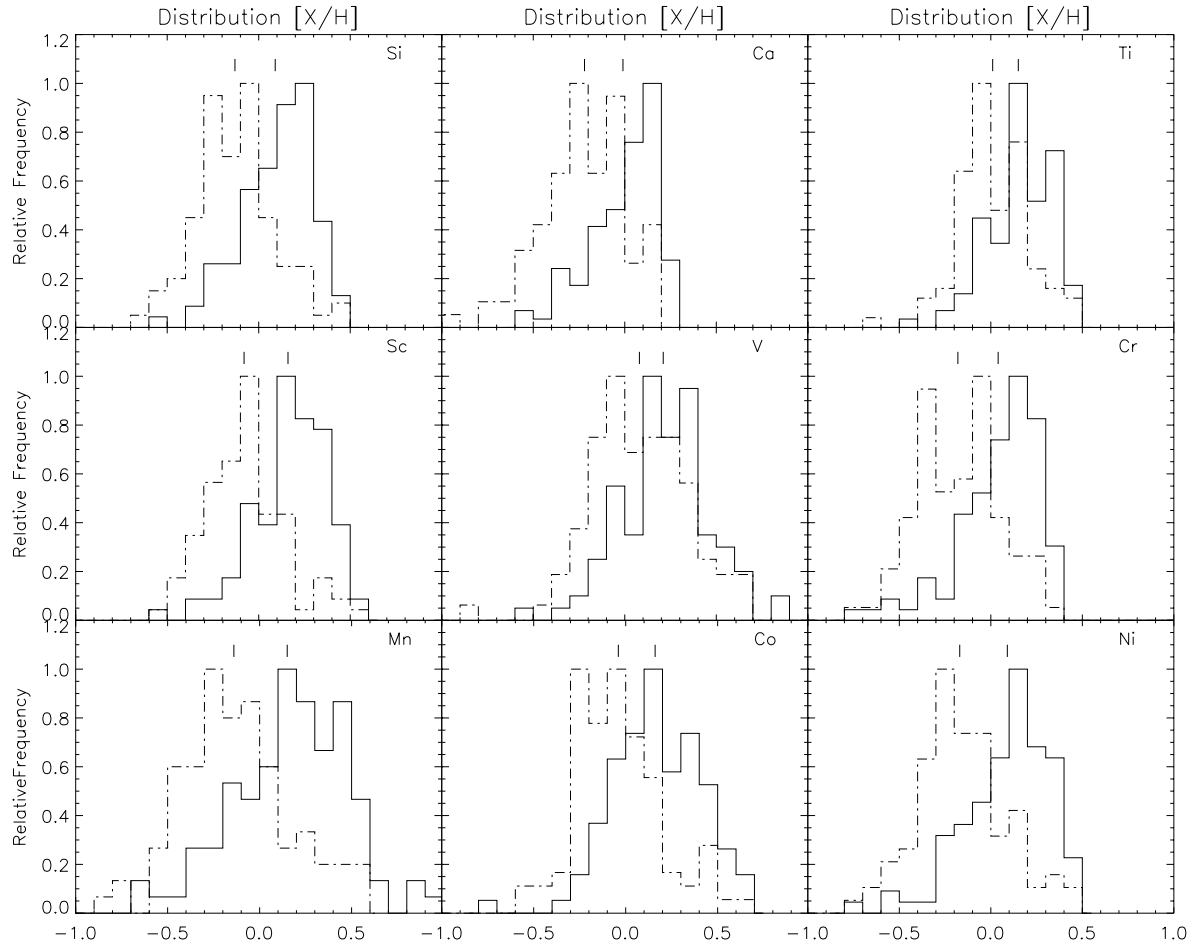 Distribution [X/H] Distribution [X/H] Distribution [X/H]
1.2
1.0
0.8
0.6
0.4
0.2
0.0
Relative Frequency
Si
Ca
Ti
1.2
1.0
0.8
0.6
0.4
0.2
0.0
Relative Frequency
Sc
V
Cr
1.2
1.0
0.8
0.6
0.4
0.2
0.0
RelativeFrequency
Mn
Co
Ni
-1.0 -0.5 0.0 0.5 -1.0 -0.5 0.0 0.5 -1.0 -0.5 0.0 0.5 1.0